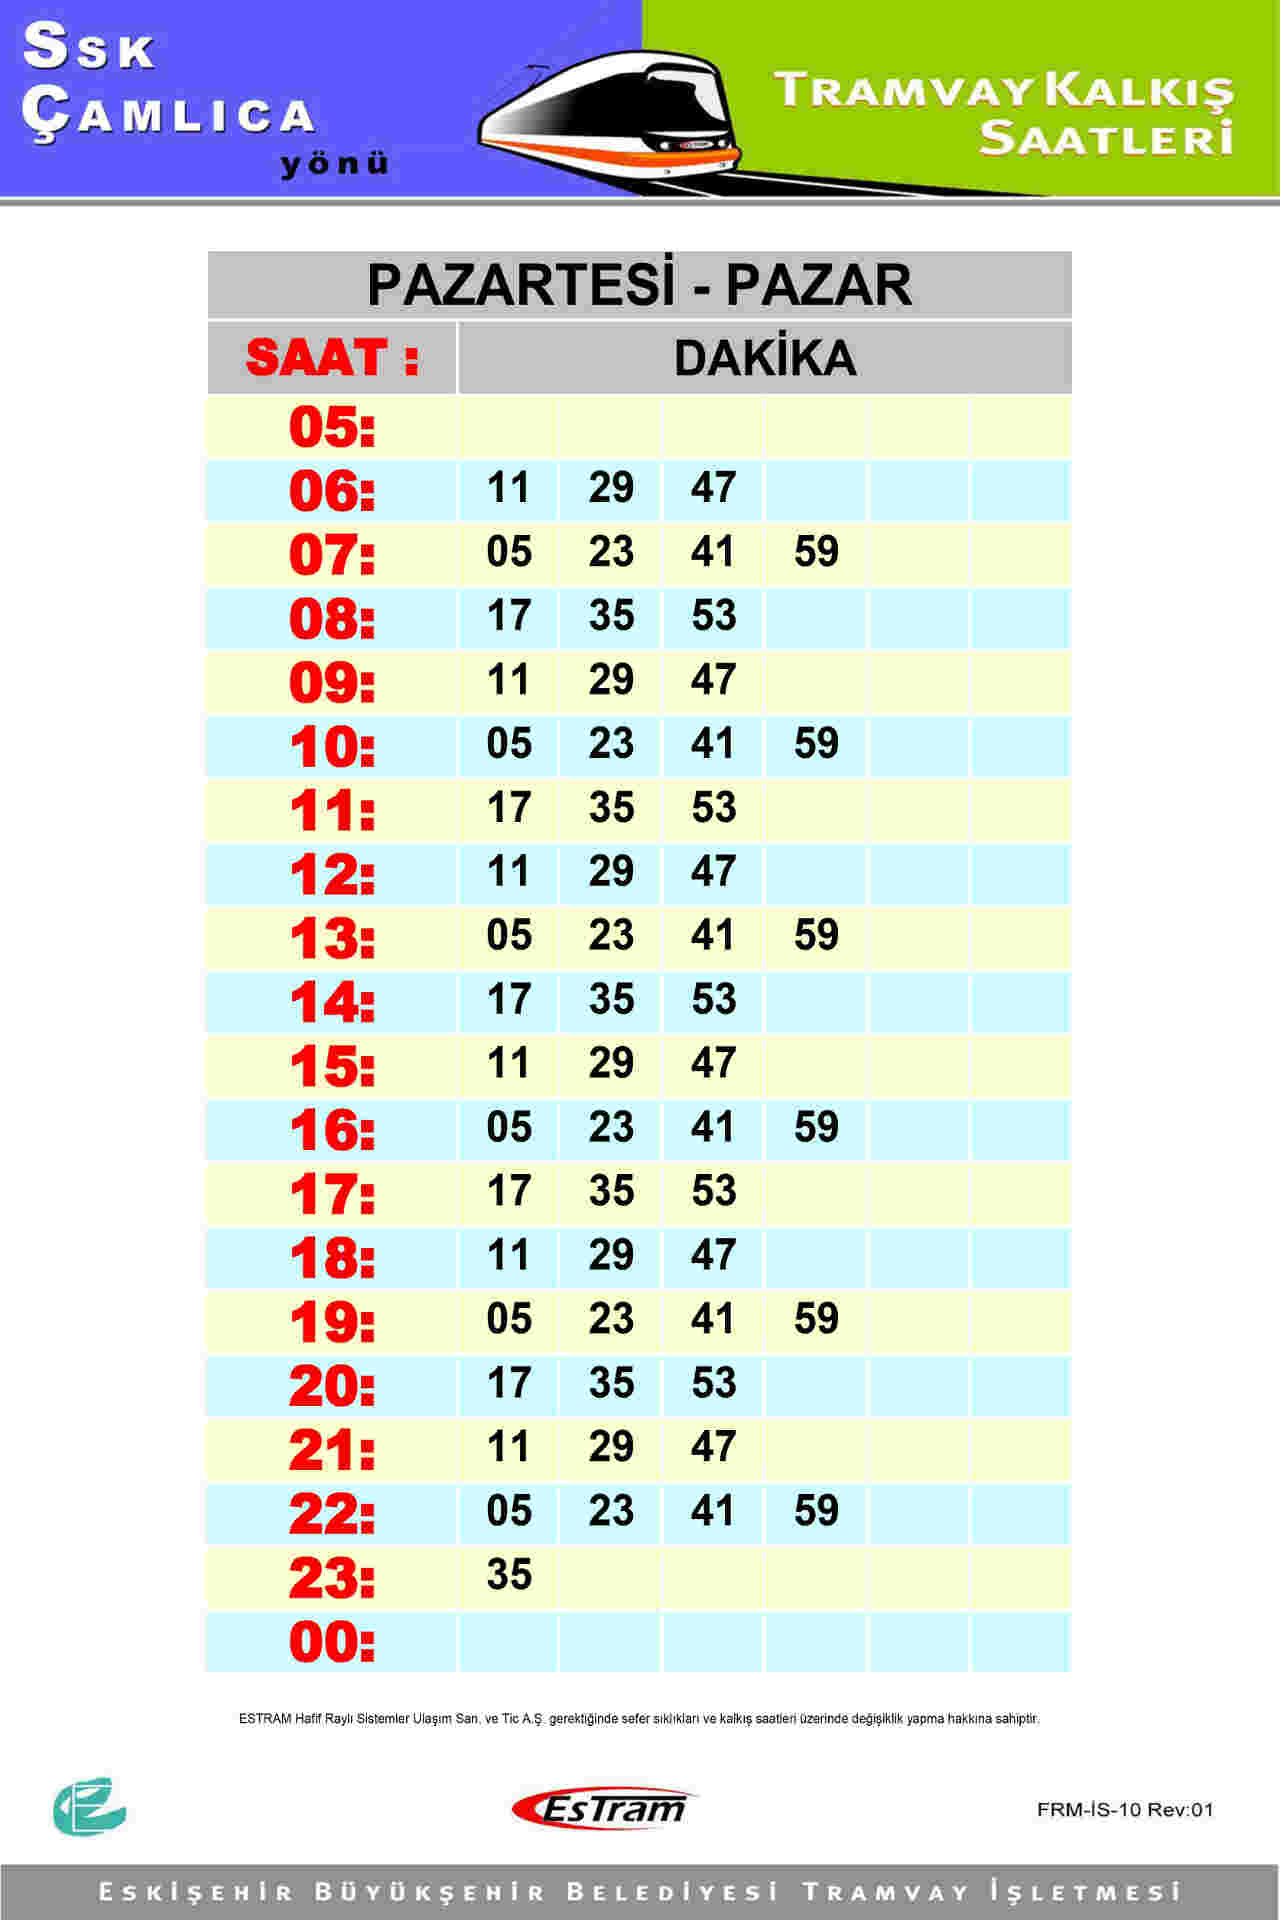 SSK
ÇAMLICA
yönü
TRAMVAY KALKIŞ
SAATLERİ
PAZARTESİ - PAZAR
SAAT : DAKİKA
05:
06: 11 29 47
07: 05 23 41 59
08: 17 35 53
09: 11 29 47
10: 05 23 41 59
11: 17 35 53
12: 11 29 47
13: 05 23 41 59
14: 17 35 53
15: 11 29 47
16: 05 23 41 59
17: 17 35 53
18: 11 29 47
19: 05 23 41 59
20: 17 35 53
21: 11 29 47
22: 05 23 41 59
23: 35
00:
ESTRAM Hafif Raylı Sistemler Ulaşım San. ve Tic A.Ş. gerektiğinde sefer sıklıkları ve kalkış saatleri üzerinde değişiklik yapma hakkına sahiptir.
EsTram
FRM-İS-10 Rev:01
ESKİŞEHİR BÜYÜKŞEHİR BELEDİYESİ TRAMVAY İŞLETMESİ